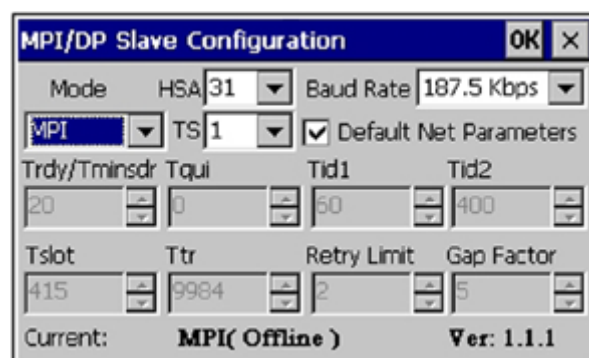 MPI/DP Slave Configuration OK ×
Mode HSA 31 Baud Rate 187.5 Kbps
MPI TS 1 Default Net Parameters
Trdy/Tminsdr Tqui Tid1 Tid2
20 0 60 400
Tslot Ttr Retry Limit Gap Factor
415 9984 2 5
Current: MPI( Offline ) Ver: 1.1.1